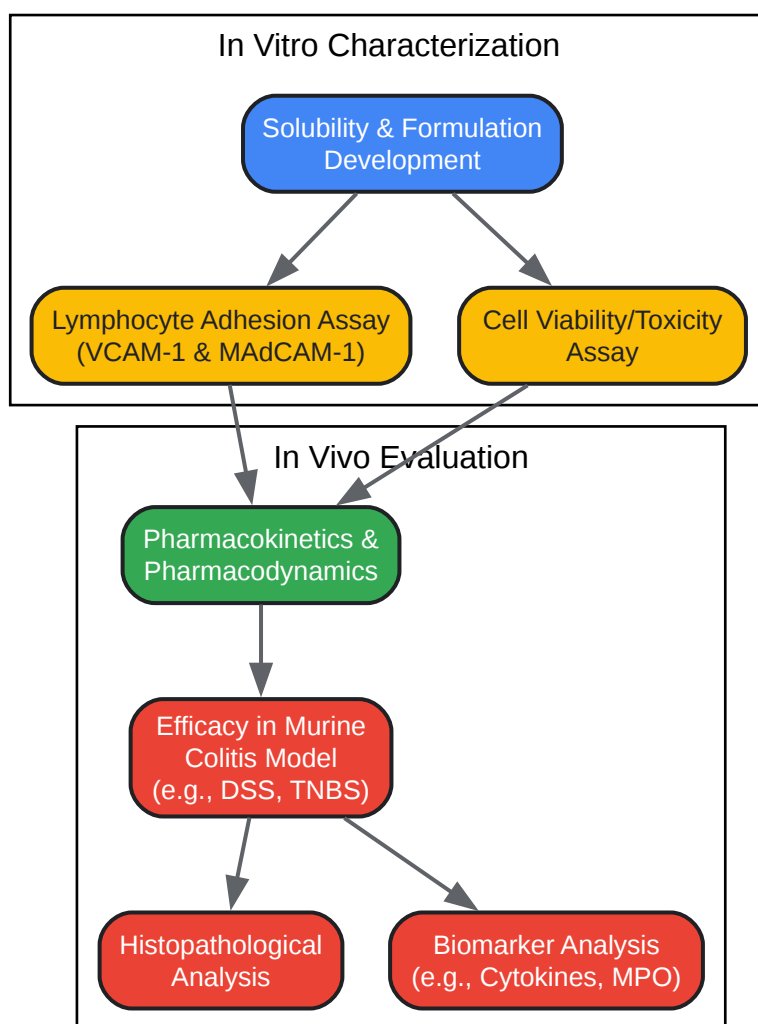 In Vitro Characterization
Solubility & Formulation
Development
Lymphocyte Adhesion Assay
(VCAM-1 & MAdCAM-1)
Cell Viability/Toxicity
Assay
In Vivo Evaluation
Pharmacokinetics &
Pharmacodynamics
Efficacy in Murine
Colitis Model
(e.g., DSS, TNBS)
Histopathological
Analysis
Biomarker Analysis
(e.g., Cytokines, MPO)